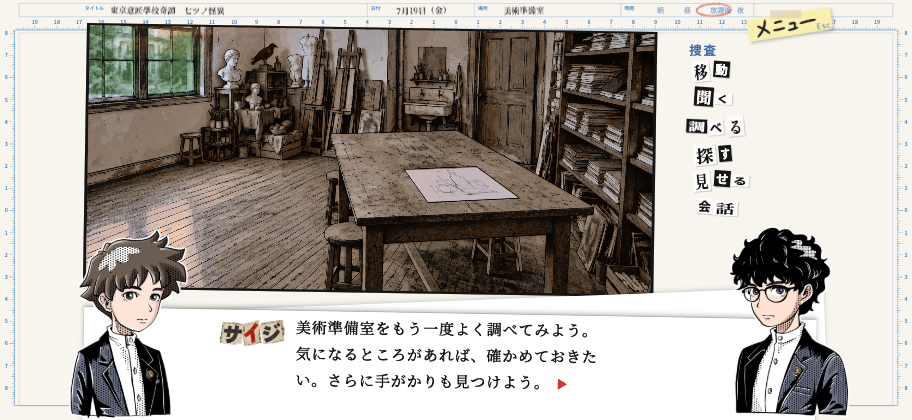 タイトル 東京意匠學校奇譚 七ツノ怪異
日付 7月19日（金）
場所 美術準備室
時間 朝 昼 放課後 夜
メニュー Esc
捜査
移動
聞く
調べる
探す
見せる
会話
サイジ
美術準備室をもう一度よく調べてみよう。
気になるところがあれば、確かめておきた
い。さらに手がかりも見つけよう。